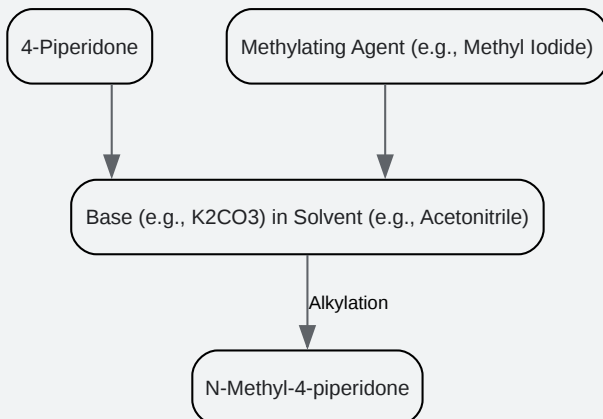 4-Piperidone
Methylating Agent (e.g., Methyl Iodide)
Base (e.g., K2CO3) in Solvent (e.g., Acetonitrile)
Alkylation
N-Methyl-4-piperidone